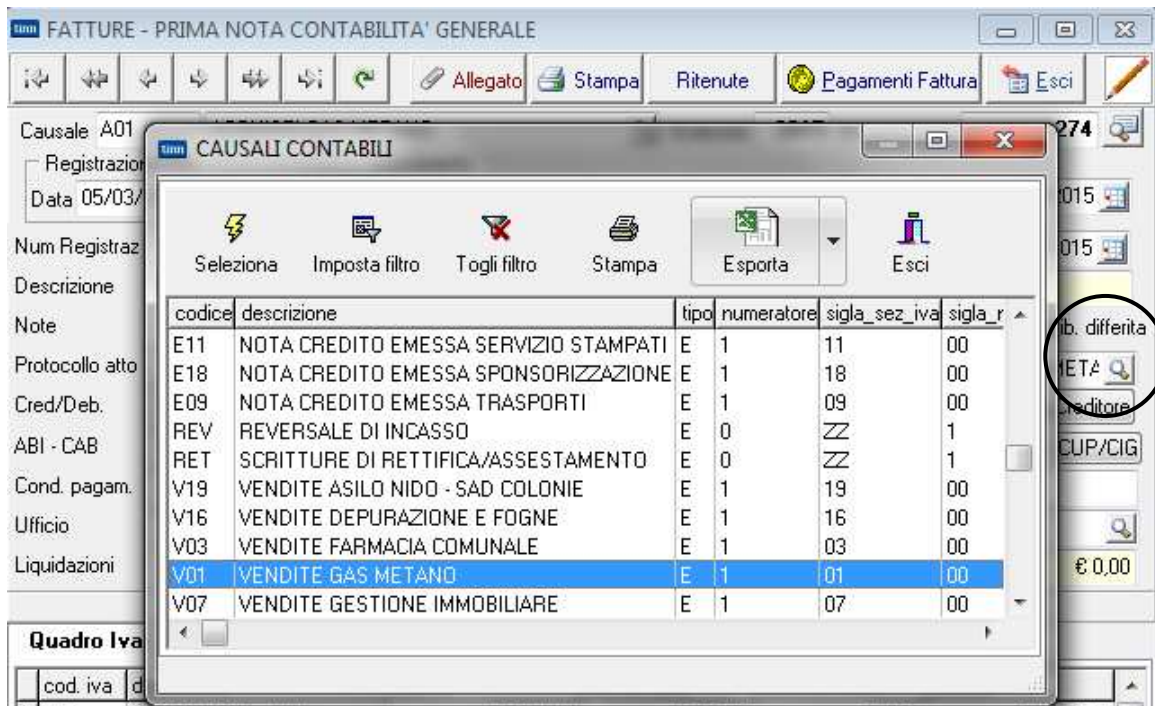 tinn FATTURE - PRIMA NOTA CONTABILITA' GENERALE
Allegato Stampa Ritenute Pagamenti Fattura Esci
Causale A01 274
Data 05/03/ 2015
Num Registraz 2015
Descrizione
Note ib. differita
Protocollo atto META
Cred/Deb. Creditore
ABI - CAB CUP/CIG
Cond. pagam.
Ufficio
Liquidazioni € 0,00
Quadro Iva
cod. iva d
tinn CAUSALI CONTABILI
Seleziona Imposta filtro Togli filtro Stampa Esporta Esci
codice descrizione tipo numeratore sigla_sez_iva sigla_r
E11 NOTA CREDITO EMESSA SERVIZIO STAMPATI E 1 11 00
E18 NOTA CREDITO EMESSA SPONSORIZZAZIONE E 1 18 00
E09 NOTA CREDITO EMESSA TRASPORTI E 1 09 00
REV REVERSALE DI INCASSO E 0 ZZ 1
RET SCRITTURE DI RETTIFICA/ASSESTAMENTO E 0 ZZ 1
V19 VENDITE ASILO NIDO - SAD COLONIE E 1 19 00
V16 VENDITE DEPURAZIONE E FOGNE E 1 16 00
V03 VENDITE FARMACIA COMUNALE E 1 03 00
V01 VENDITE GAS METANO E 1 01 00
V07 VENDITE GESTIONE IMMOBILIARE E 1 07 00